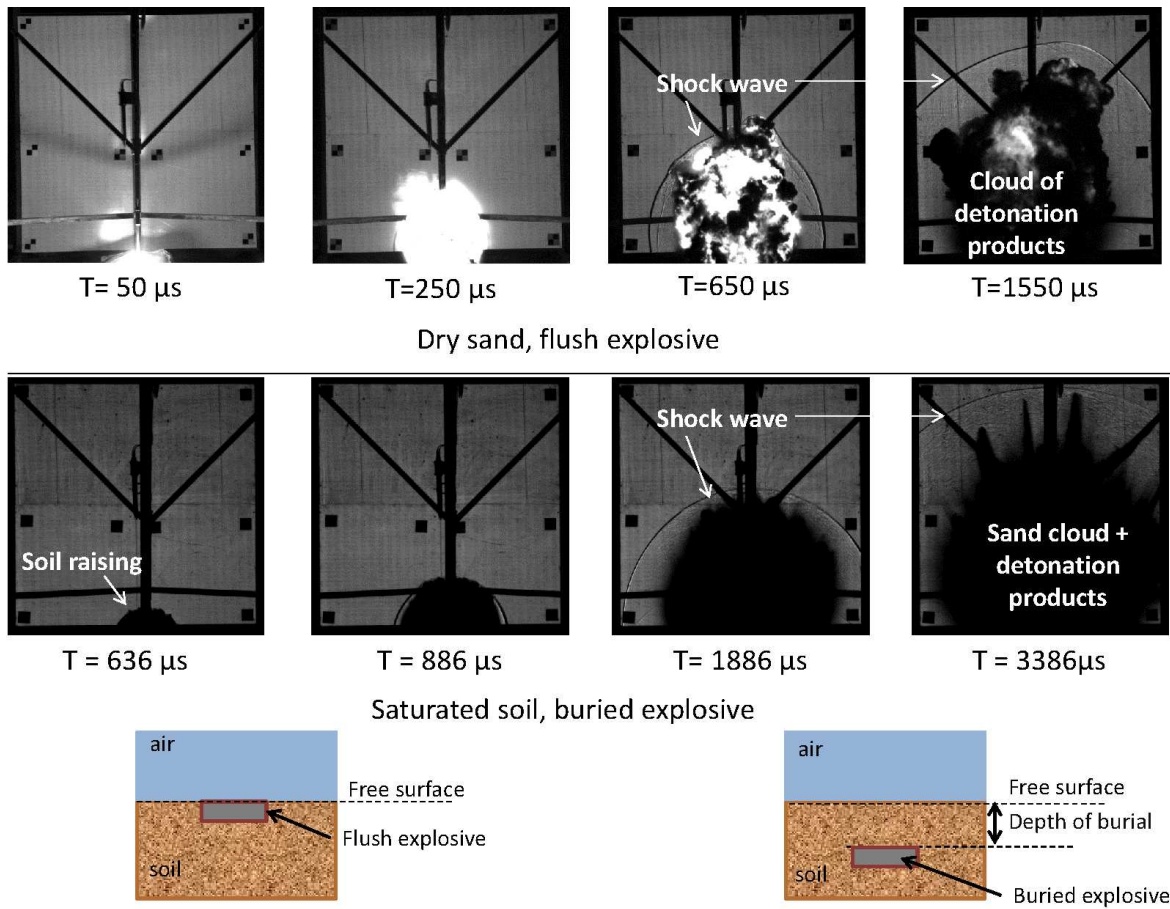 Shock wave
Cloud of
detonation
products
T= 50 µs
T=250 µs
T=650 µs
T=1550 µs
Dry sand, flush explosive
Shock wave
Soil raising
Sand cloud +
detonation
products
T = 636 µs
T = 886 µs
T= 1886 µs
T = 3386µs
Saturated soil, buried explosive
air
Free surface
Flush explosive
soil
air
Free surface
Depth of burial
soil
Buried explosive